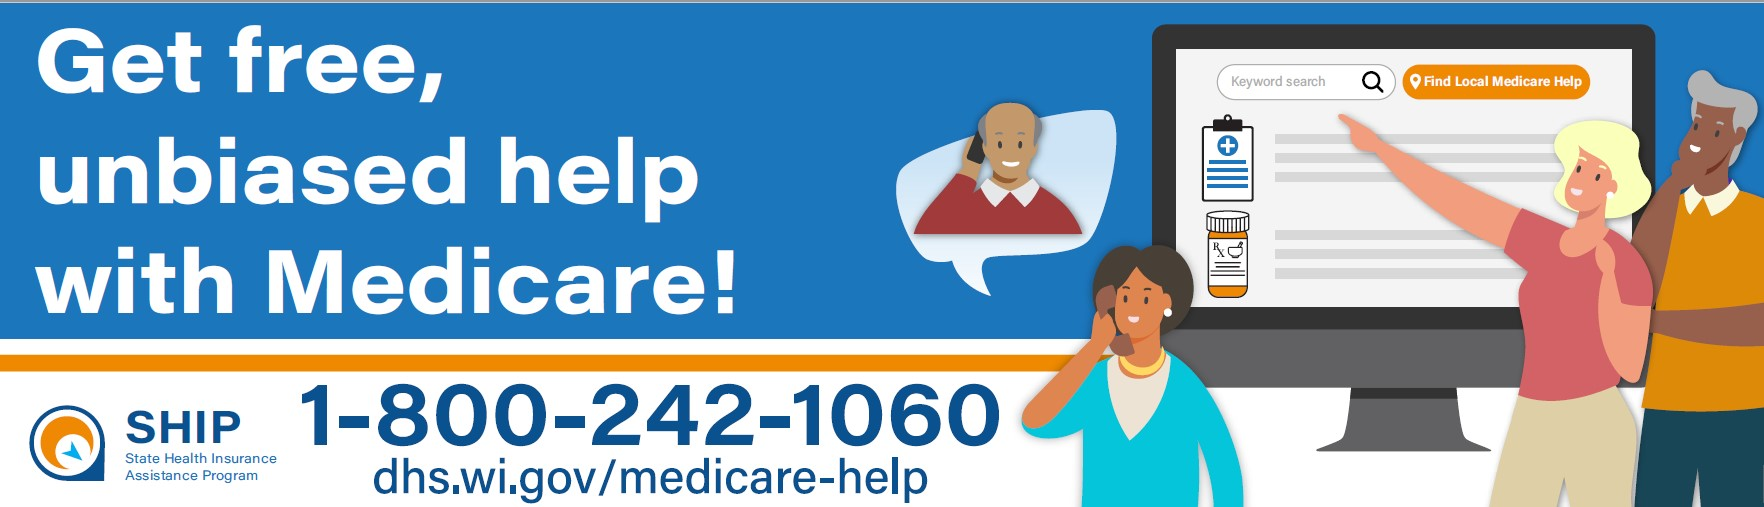 Get free,
unbiased help
with Medicare!
Keyword search
Find Local Medicare Help
RX
SHIP
State Health Insurance
Assistance Program
1-800-242-1060
dhs.wi.gov/medicare-help